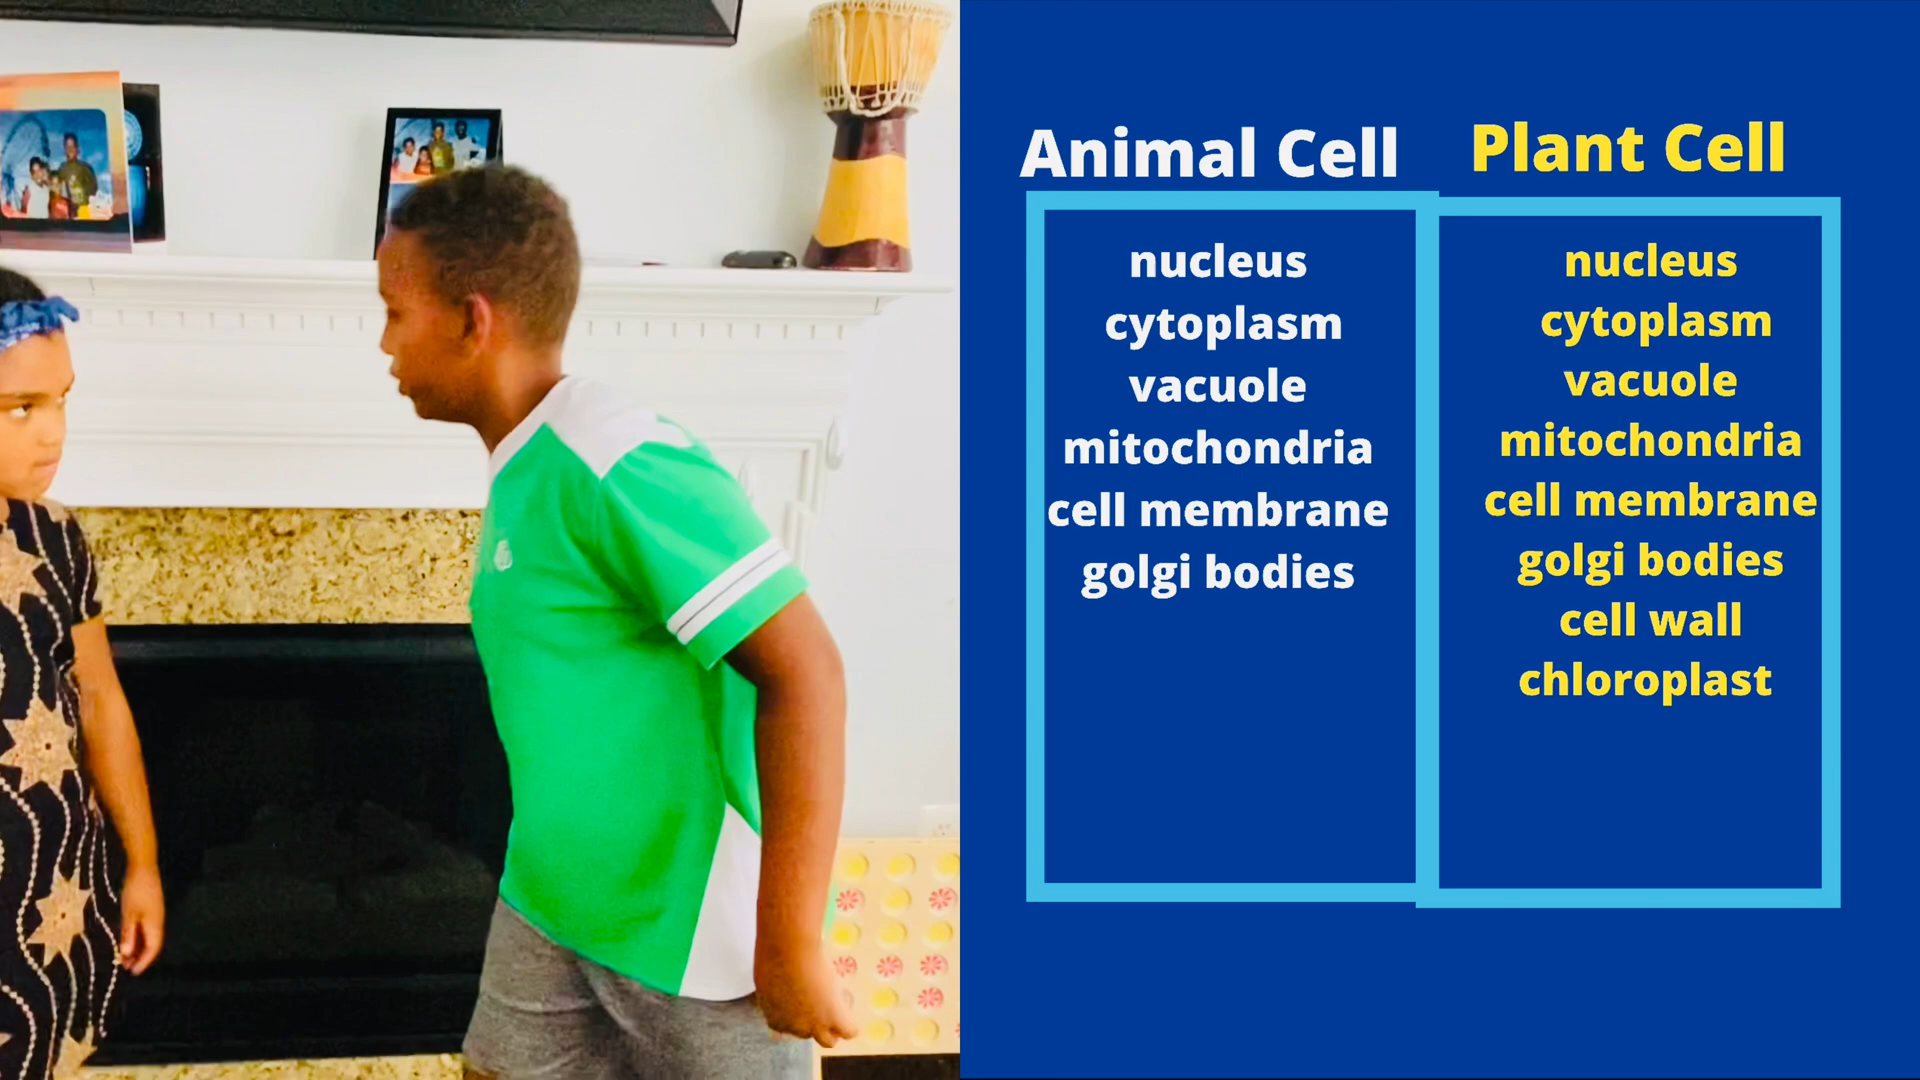 Animal Cell
nucleus
cytoplasm
vacuole
mitochondria
cell membrane
golgi bodies
Plant Cell
nucleus
cytoplasm
vacuole
mitochondria
cell membrane
golgi bodies
cell wall
chloroplast